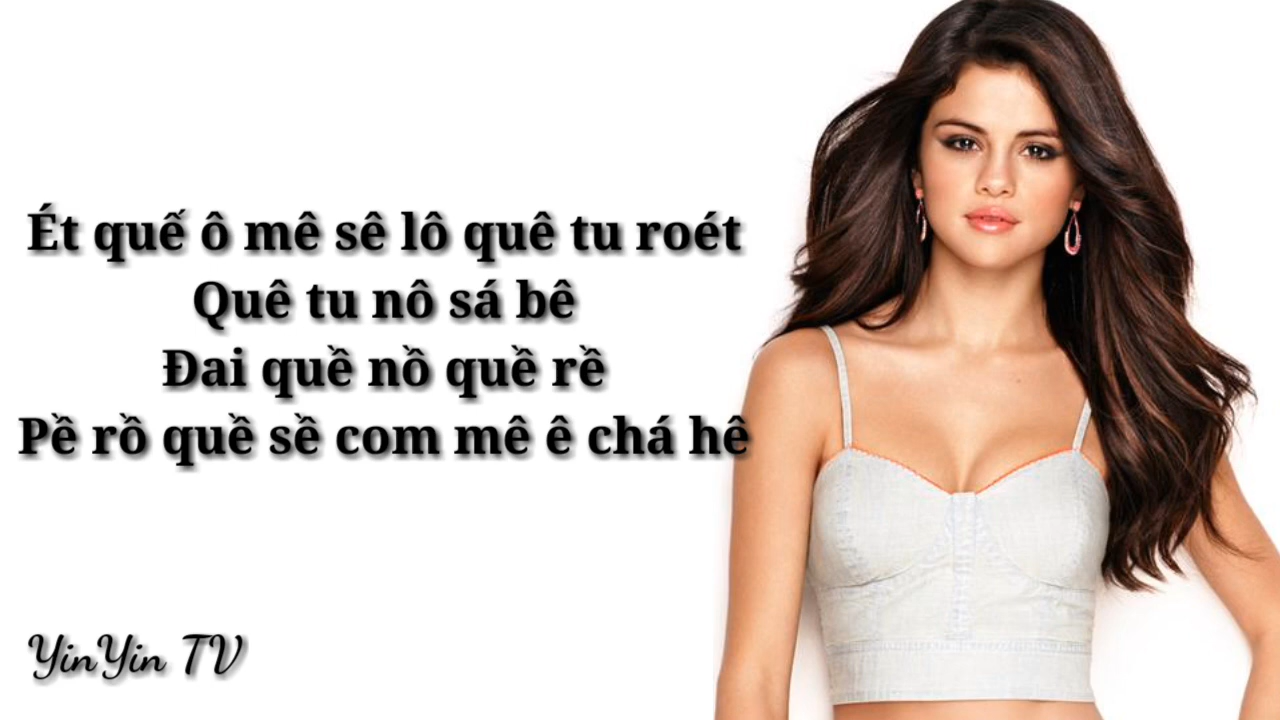 Ét quế ô mê sê lô quê tu roét
Quê tu nô sá bê
Đai quề nồ quề rề
Pề rồ quề sề com mê ê chá hê
YinYin TV